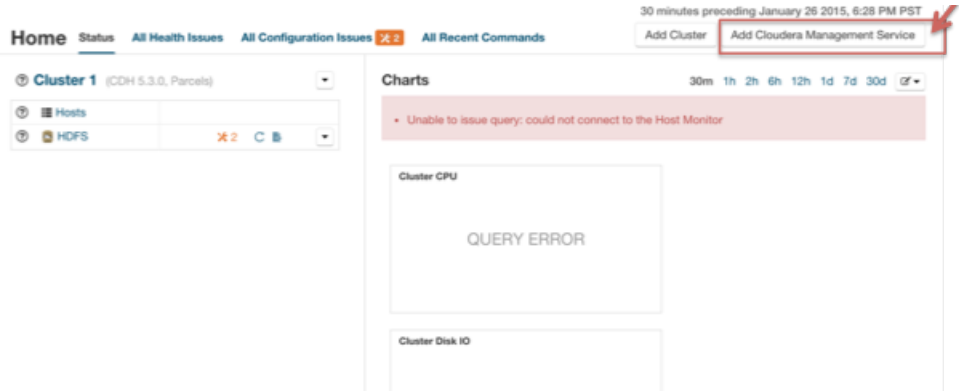 30 minutes preceding January 26 2015, 6:28 PM PST
Home Status All Health Issues All Configuration Issues 2 All Recent Commands Add Cluster Add Cloudera Management Service
Cluster 1 (CDH 5.3.0, Parcels)
Charts 30m 1h 2h 6h 12h 1d 7d 30d
Hosts
HDFS 2
Unable to issue query: could not connect to the Host Monitor
Cluster CPU
QUERY ERROR
Cluster Disk IO